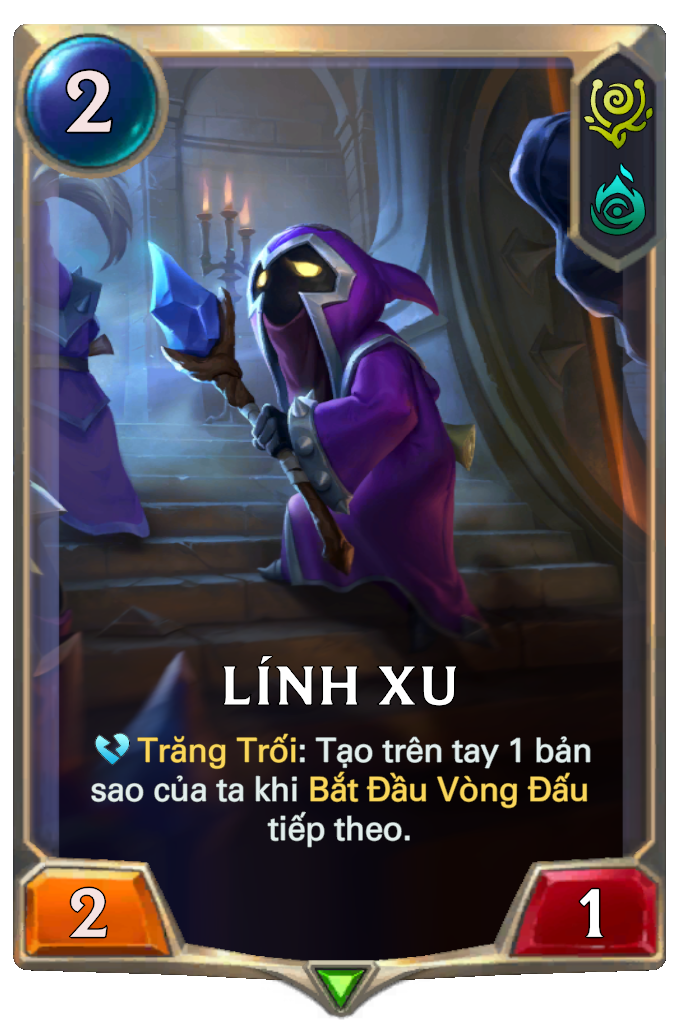 2
LÍNH XU
Trăng Trối: Tạo trên tay 1 bản
sao của ta khi Bắt Đầu Vòng Đấu
tiếp theo.
2
1